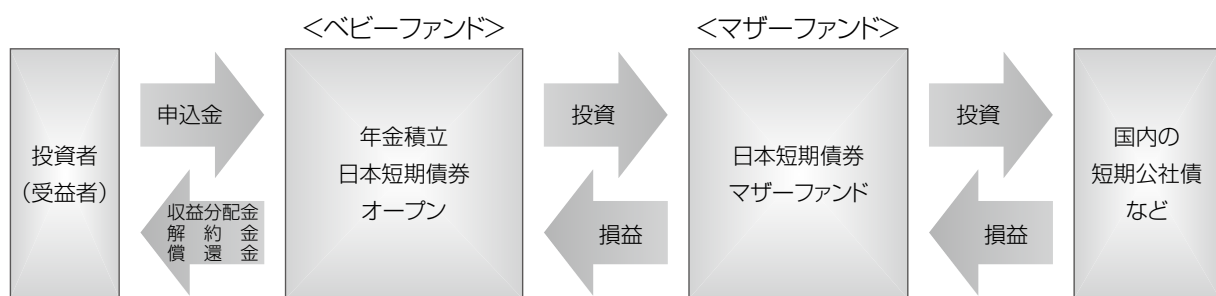 ＜ベビーファンド＞
＜マザーファンド＞
投資者
（受益者）
申込金
収益分配金
解約金
償還金
年金積立
日本短期債券
オープン
投資
損益
日本短期債券
マザーファンド
投資
損益
国内の
短期公社債
など